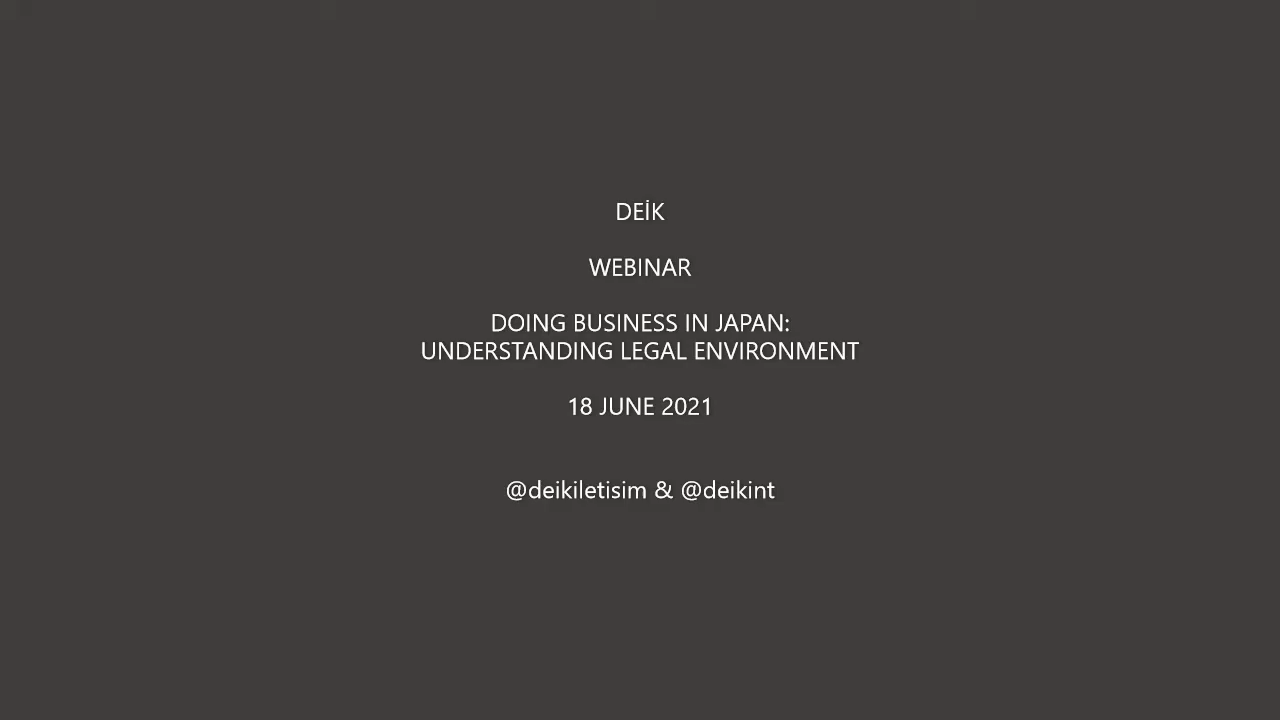 DEİK
WEBINAR
DOING BUSINESS IN JAPAN:
UNDERSTANDING LEGAL ENVIRONMENT
18 JUNE 2021
@deikiletisim & @deikint